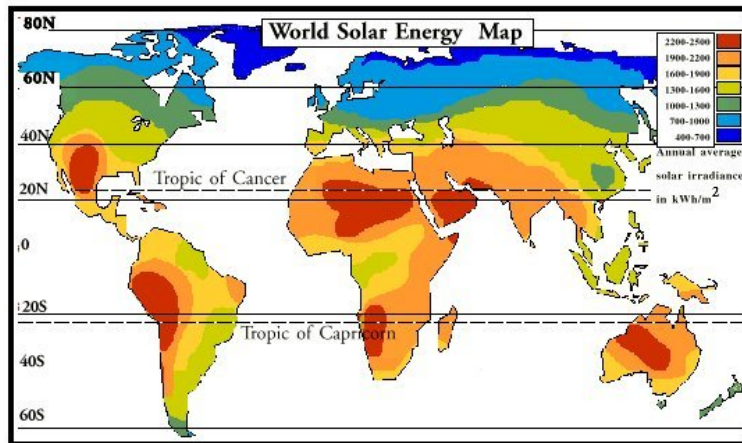 World Solar Energy Map
80N
60N
40N
20N
0
20S
40S
60S
Tropic of Cancer
Tropic of Capricorn
2200-2500
1900-2200
1600-1900
1300-1600
1000-1300
700-1000
400-700
Annual average
solar irradiance
in kWh/m2